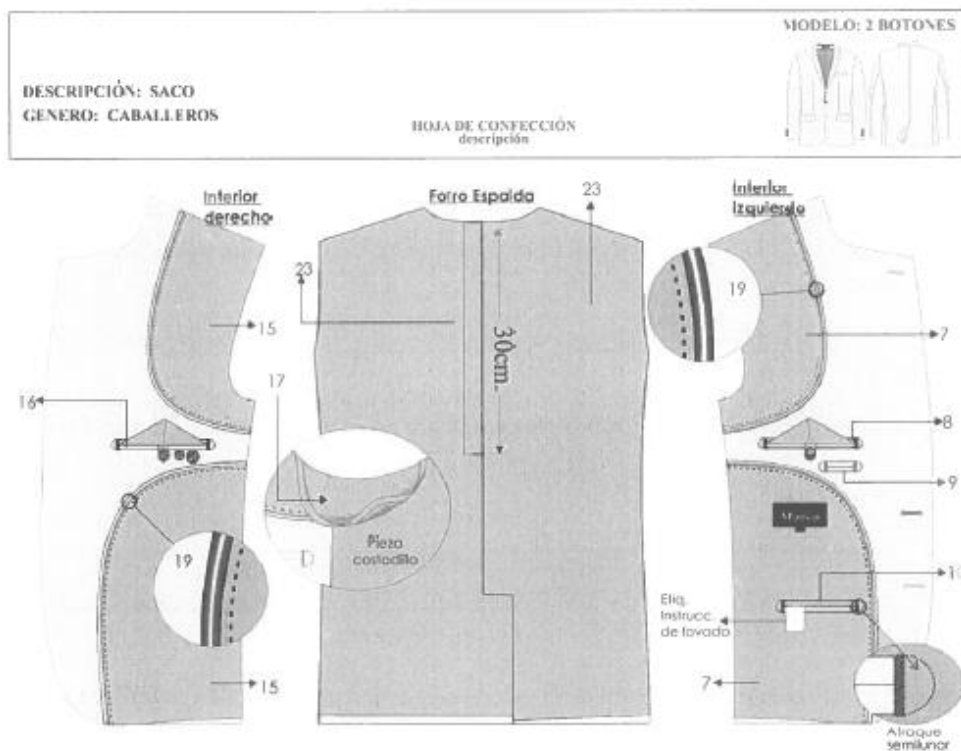 MODELO: 2 BOTONES
DESCRIPCIÓN: SACO
GENERO: CABALLEROS
HOJA DE CONFECCIÓN
descripción
Interior
derecho
Forro Espalda
23
Interior
Izquierdo
23
15
30cm.
19
7
17
16
8
9
Marca
19
D
Pieza
costadillo
Etiq.
Instrucc.
de lavado
15
7
Atraque
semilunar